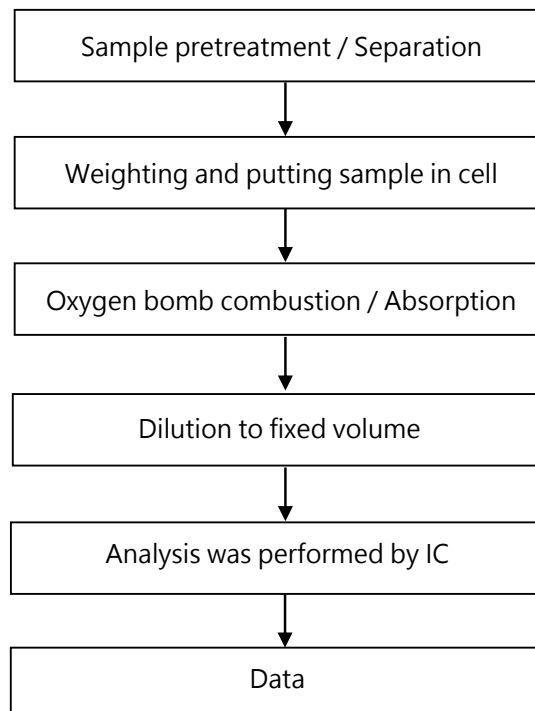 Sample pretreatment / Separation
Weighting and putting sample in cell
Oxygen bomb combustion / Absorption
Dilution to fixed volume
Analysis was performed by IC
Data